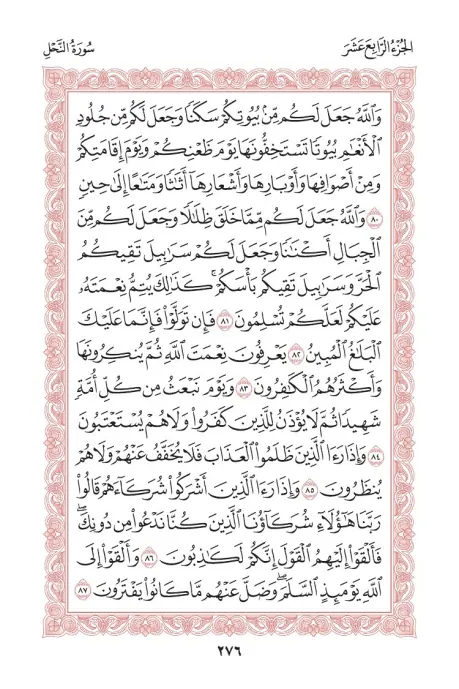 الجُزْءُ الرَّابِعَ عَشَرَ
سُورَةُ النَّحْلِ
وَٱللَّهُ جَعَلَ لَكُم مِّنۢ بُيُوتِكُمْ سَكَنًا وَجَعَلَ لَكُم مِّن جُلُودِ
ٱلْأَنْعَٰمِ بُيُوتًا تَسْتَخِفُّونَهَا يَوْمَ ظَعْنِكُمْ وَيَوْمَ إِقَامَتِكُمْ
وَمِنْ أَصْوَافِهَا وَأَوْبَارِهَا وَأَشْعَارِهَآ أَثَٰثًا وَمَتَٰعًا إِلَىٰ حِينٍ
٨٠ وَٱللَّهُ جَعَلَ لَكُم مِّمَّا خَلَقَ ظِلَٰلًا وَجَعَلَ لَكُم مِّنَ
ٱلْجِبَالِ أَكْنَٰنًا وَجَعَلَ لَكُمْ سَرَٰبِيلَ تَقِيكُمُ
ٱلْحَرَّ وَسَرَٰبِيلَ تَقِيكُم بَأْسَكُمْ ۚ كَذَٰلِكَ يُتِمُّ نِعْمَتَهُۥ
عَلَيْكُمْ لَعَلَّكُمْ تُسْلِمُونَ ٨١ فَإِن تَوَلَّوْا۟ فَإِنَّمَا عَلَيْكَ
ٱلْبَلَٰغُ ٱلْمُبِينُ ٨٢ يَعْرِفُونَ نِعْمَتَ ٱللَّهِ ثُمَّ يُنكِرُونَهَا
وَأَكْثَرُهُمُ ٱلْكَٰفِرُونَ ٨٣ وَيَوْمَ نَبْعَثُ مِن كُلِّ أُمَّةٍ
شَهِيدًا ثُمَّ لَا يُؤْذَنُ لِلَّذِينَ كَفَرُوا۟ وَلَا هُمْ يُسْتَعْتَبُونَ
٨٤ وَإِذَا رَءَا ٱلَّذِينَ ظَلَمُوا۟ ٱلْعَذَابَ فَلَا يُخَفَّفُ عَنْهُمْ وَلَا هُمْ
يُنظَرُونَ ٨٥ وَإِذَا رَءَا ٱلَّذِينَ أَشْرَكُوا۟ شُرَكَآءَهُمْ قَالُوا۟
رَبَّنَا هَٰٓؤُلَآءِ شُرَكَآؤُنَا ٱلَّذِينَ كُنَّا نَدْعُوا۟ مِن دُونِكَ ۖ
فَأَلْقَوْا۟ إِلَيْهِمُ ٱلْقَوْلَ إِنَّكُمْ لَكَٰذِبُونَ ٨٦ وَأَلْقَوْا۟ إِلَى
ٱللَّهِ يَوْمَئِذٍ ٱلسَّلَمَ ۖ وَضَلَّ عَنْهُم مَّا كَانُوا۟ يَفْتَرُونَ ٨٧
٢٧٦